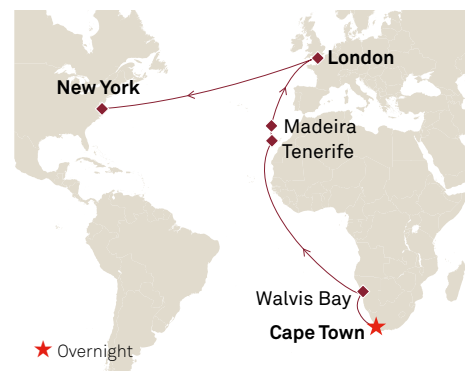 London
New York
Madeira
Tenerife
Walvis Bay
Cape Town
Overnight